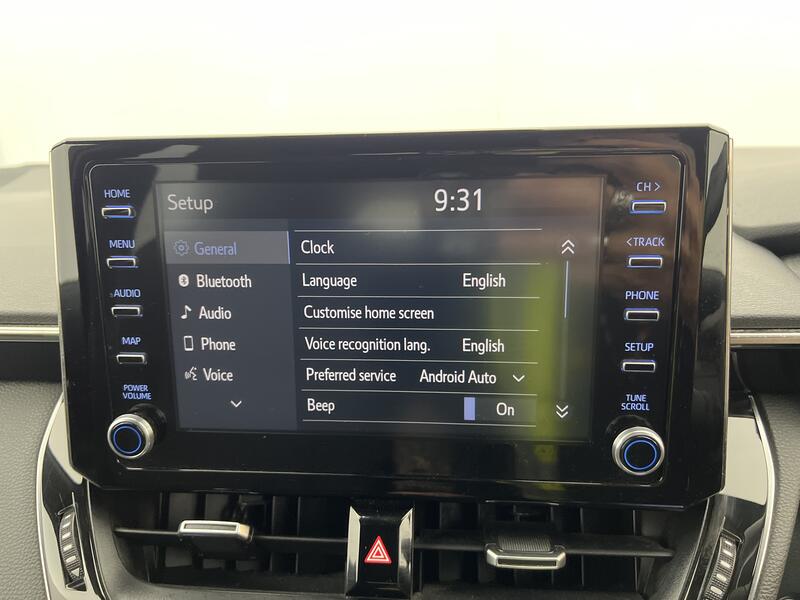 HOME
MENU
AUDIO
MAP
POWER
VOLUME
Setup
9:31
General
Bluetooth
Audio
Phone
Voice
Clock
Language English
Customise home screen
Voice recognition lang. English
Preferred service Android Auto
Beep On
CH >
< TRACK
PHONE
SETUP
TUNE
SCROLL